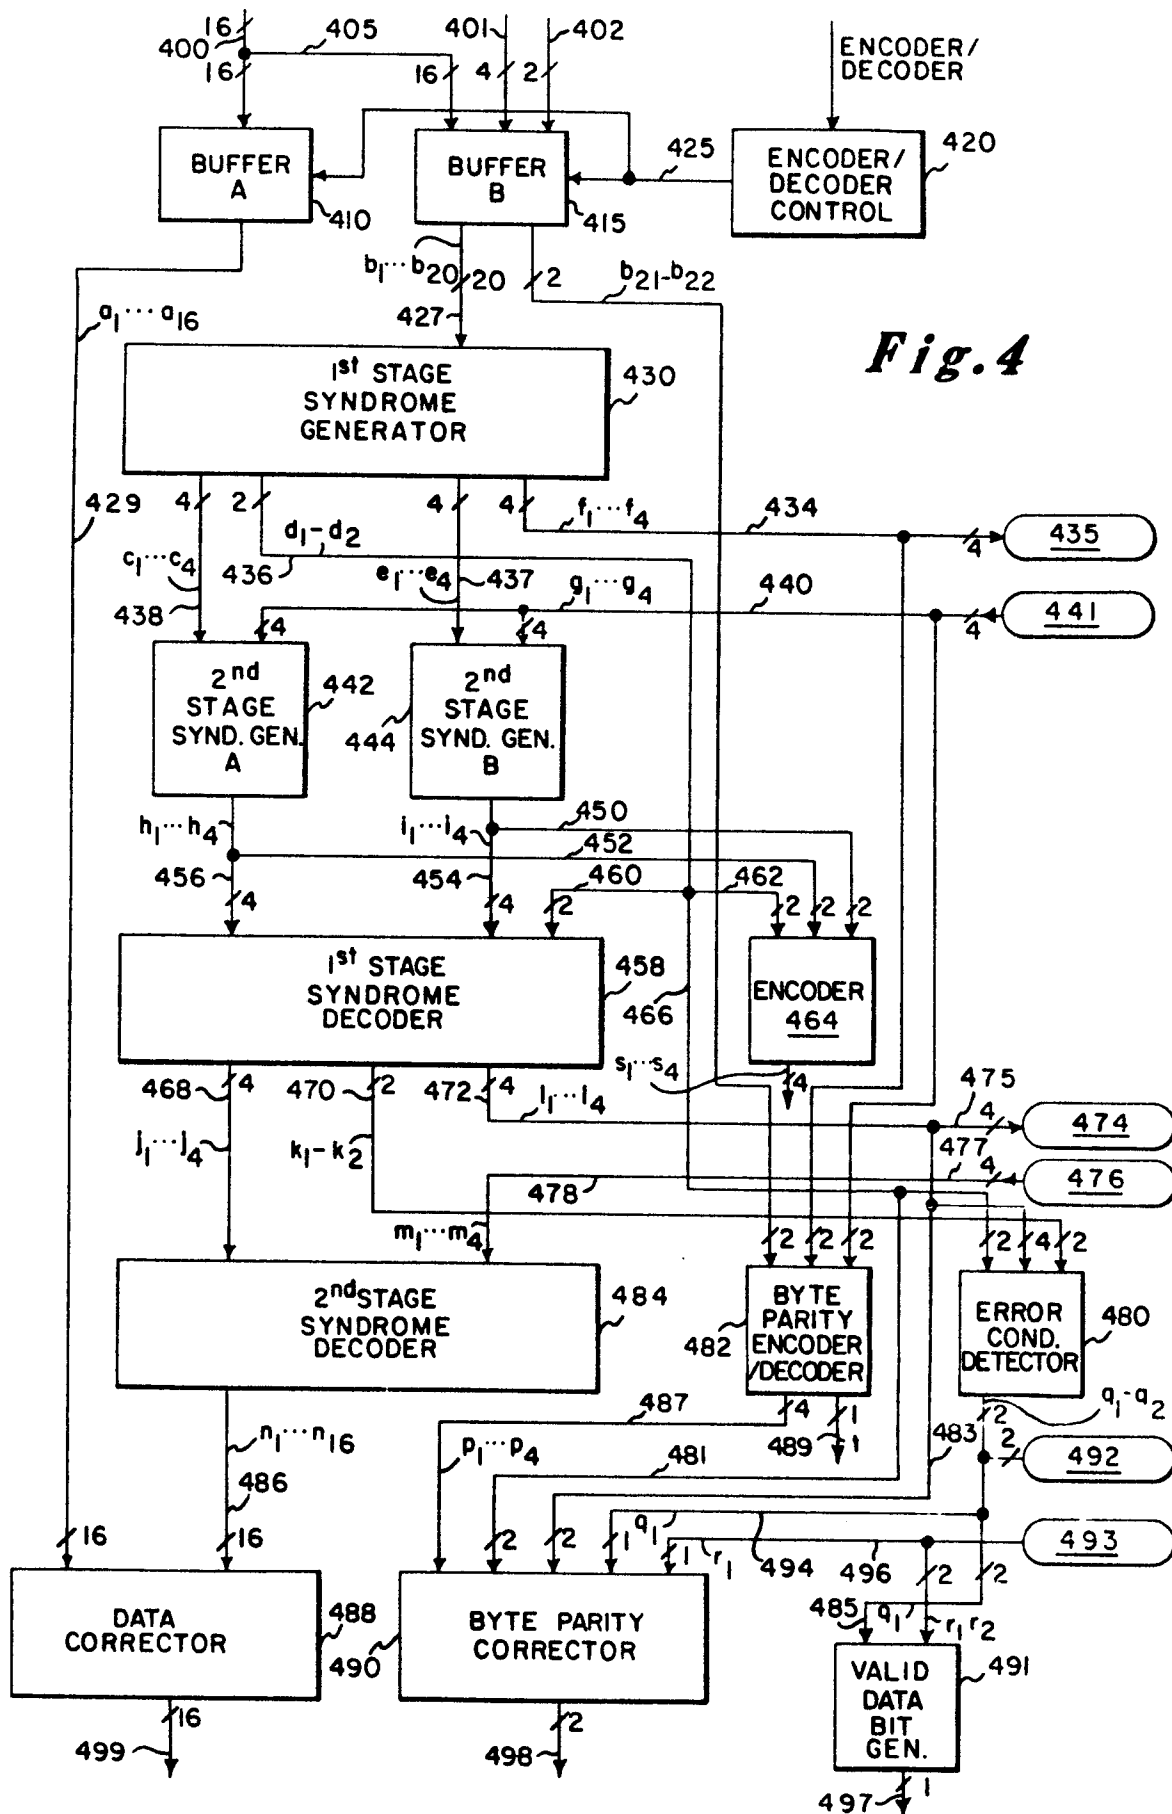 16
400
405
401
402
16
16
4
2
ENCODER/
DECODER
BUFFER
A
410
BUFFER
B
415
425
ENCODER/
DECODER
CONTROL
420
b1···b20
20
2
b21-b22
427
a1···a16
Fig. 4
1st STAGE
SYNDROME
GENERATOR
430
429
4
2
4
4
f1···f4
434
4
435
d1-d2
436
c1···c4
438
e1···e4
437
g1···g4
440
4
441
4
4
2nd
STAGE
SYND. GEN.
A
442
444
2nd
STAGE
SYND. GEN.
B
h1···h4
i1···i4
450
452
456
454
460
462
4
4
2
2
2
2
1st STAGE
SYNDROME
DECODER
458
466
ENCODER
464
s1···s4
4
468
4
470
2
472
4
l1···l4
475
4
474
j1···j4
k1-k2
477
4
476
478
m1···m4
2
2
2
2
4
2
2nd STAGE
SYNDROME
DECODER
484
482
BYTE
PARITY
ENCODER
/DECODER
ERROR
COND.
DETECTOR
480
4
1
487
489
t
q1-q2
2
483
2
492
n1···n16
486
p1···p4
481
q1
494
r1
496
493
16
16
2
2
1
1
2
2
485
q1
r1 r2
DATA
CORRECTOR
488
490
BYTE PARITY
CORRECTOR
VALID
DATA
BIT
GEN.
491
16
499
2
498
497
1